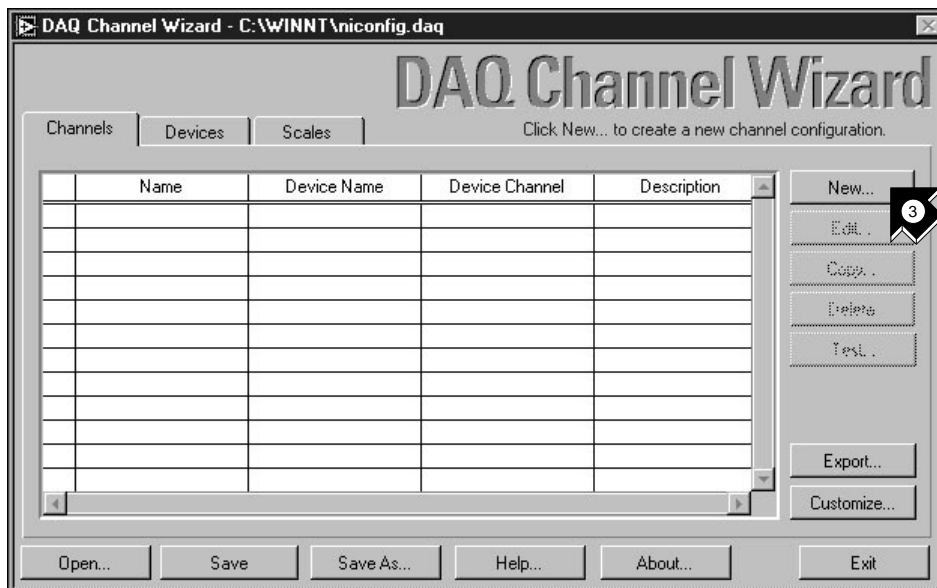 DAQ Channel Wizard - C:\WINNT\niconfig.daq
DAQ Channel Wizard
Channels Devices Scales
Click New... to create a new channel configuration.
Name Device Name Device Channel Description
New...
3
Edit...
Copy...
Delete
Test...
Export...
Customize...
Open... Save Save As... Help... About... Exit